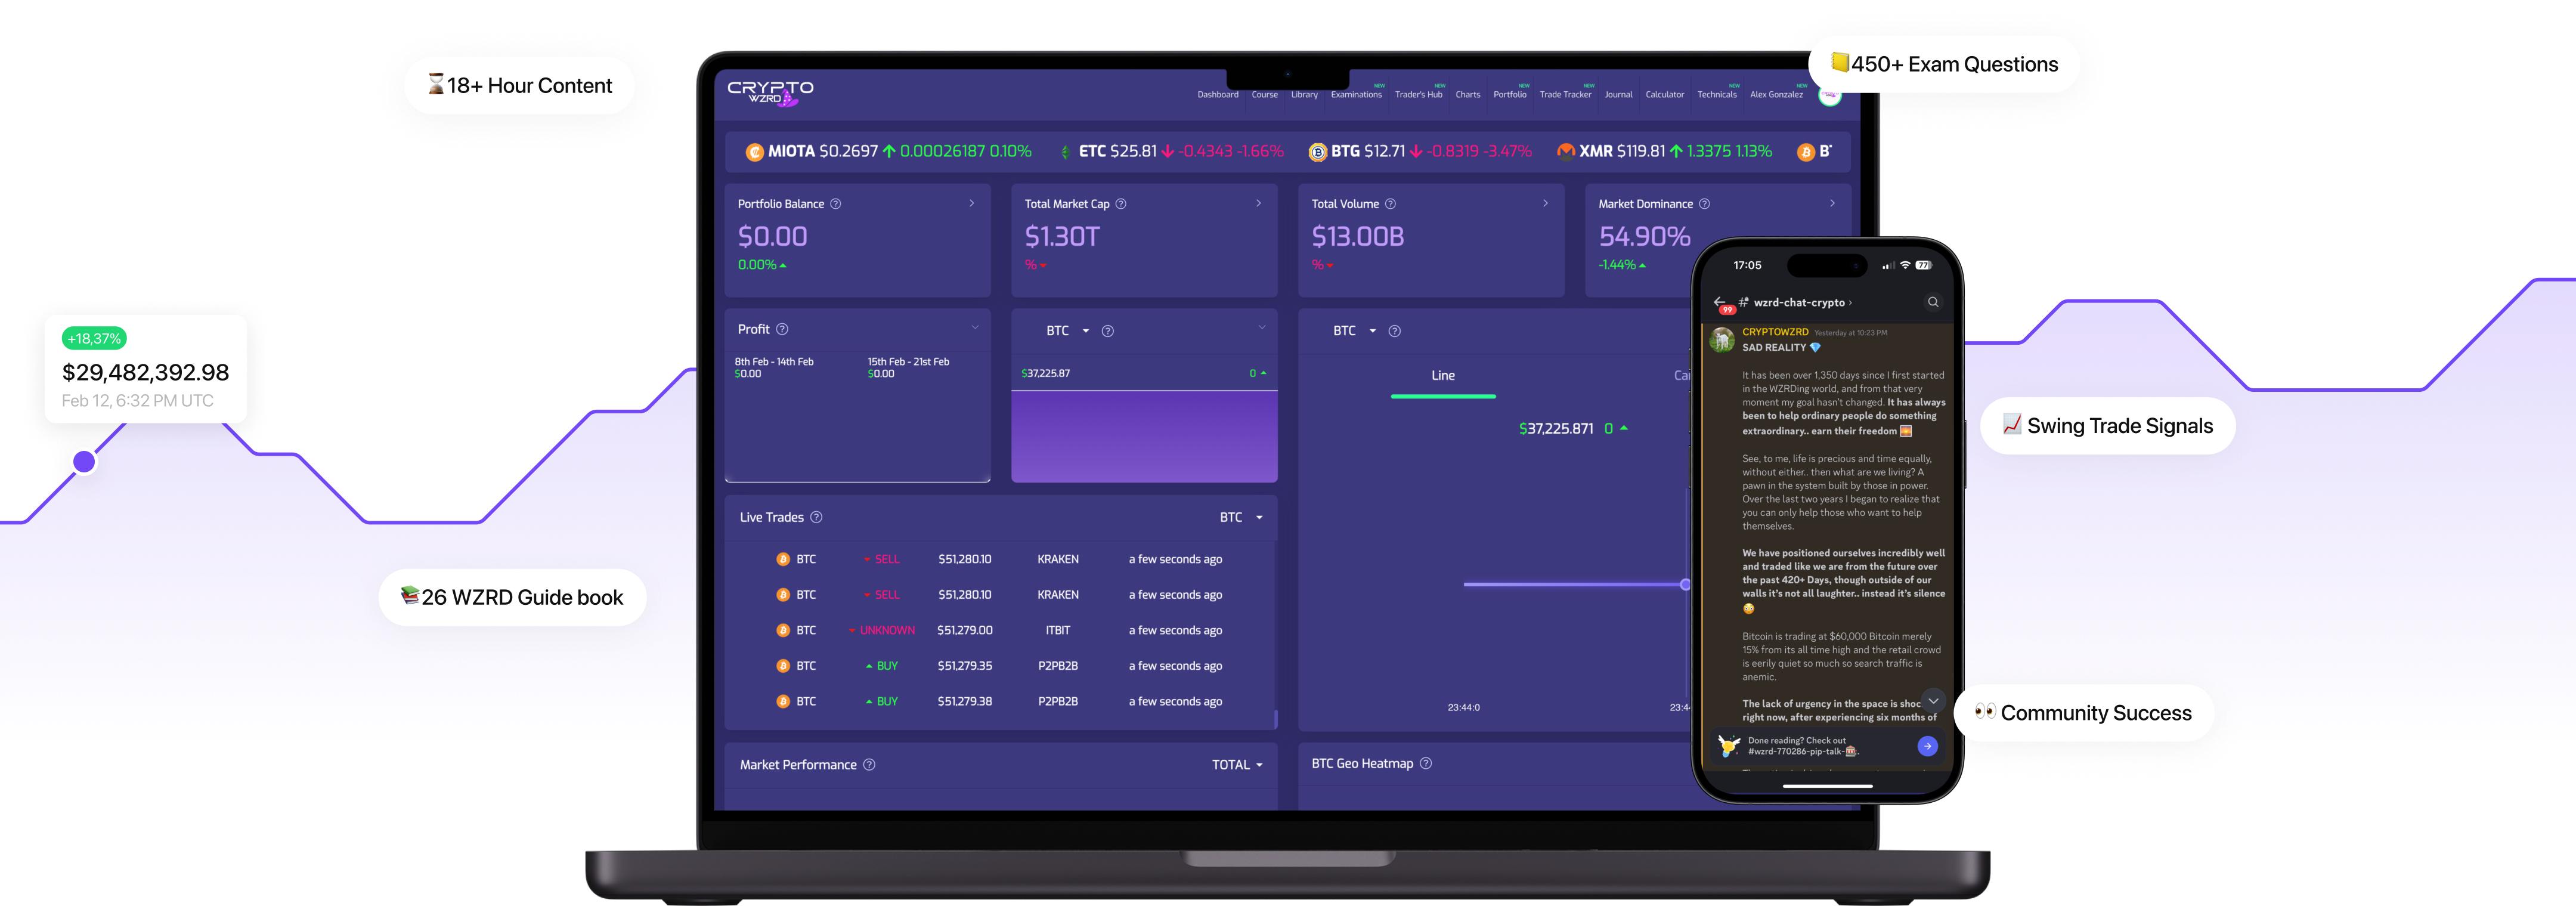 ⌛18+ Hour Content
📒450+ Exam Questions
CRYPTO
WZRD
Dashboard Course Library Examinations NEW Trader's Hub NEW Charts Portfolio NEW Trade Tracker NEW Journal Calculator Technicals NEW Alex Gonzalez NEW
MIOTA $0.2697 ↑ 0.00026187 0.10% ETC $25.81 ↓ -0.4343 -1.66% BTG $12.71 ↓ -0.8319 -3.47% XMR $119.81 ↑ 1.3375 1.13%
Portfolio Balance ?
$0.00
0.00%
Total Market Cap ?
$1.30T
%
Total Volume ?
$13.00B
%
Market Dominance ?
54.90%
-1.44%
+18,37%
$29,482,392.98
Feb 12, 6:32 PM UTC
Profit ?
8th Feb - 14th Feb
$0.00
15th Feb - 21st Feb
$0.00
BTC ?
$37,225.87 0
BTC ?
Line
$37,225.871 0
23:44:0
Live Trades ? BTC
BTC SELL $51,280.10 KRAKEN a few seconds ago
BTC SELL $51,280.10 KRAKEN a few seconds ago
BTC UNKNOWN $51,279.00 ITBIT a few seconds ago
BTC BUY $51,279.35 P2PB2B a few seconds ago
BTC BUY $51,279.38 P2PB2B a few seconds ago
Market Performance ? TOTAL
BTC Geo Heatmap ?
📚26 WZRD Guide book
17:05 77
99 # wzrd-chat-crypto ›
CRYPTOWZRD Yesterday at 10:23 PM
SAD REALITY 💎
It has been over 1,350 days since I first started
in the WZRDing world, and from that very
moment my goal hasn't changed. It has always
been to help ordinary people do something
extraordinary.. earn their freedom 🌅
See, to me, life is precious and time equally,
without either.. then what are we living? A
pawn in the system built by those in power.
Over the last two years I began to realize that
you can only help those who want to help
themselves.
We have positioned ourselves incredibly well
and traded like we are from the future over
the past 420+ Days, though outside of our
walls it's not all laughter.. instead it's silence
😳
Bitcoin is trading at $60,000 Bitcoin merely
15% from its all time high and the retail crowd
is eerily quiet so much so search traffic is
anemic.
The lack of urgency in the space is shoc
right now, after experiencing six months of
Done reading? Check out
#wzrd-770286-pip-talk-🎰.
📈 Swing Trade Signals
👀 Community Success